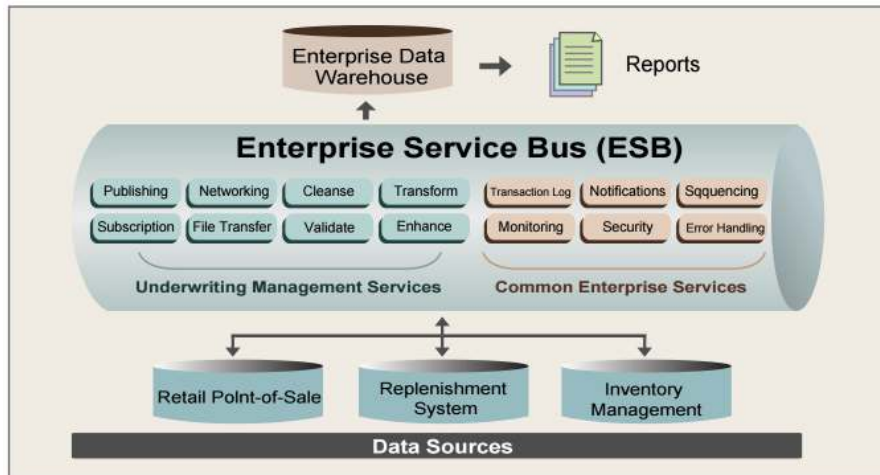 Enterprise Data
Warehouse
Reports
Enterprise Service Bus (ESB)
Publishing Networking Cleanse Transform Transaction Log Notifications Sqquencing
Subscription File Transfer Validate Enhance Monitoring Security Error Handling
Underwriting Management Services Common Enterprise Services
Retail PoInt-of-Sale
Replenishment
System
Inventory
Management
Data Sources